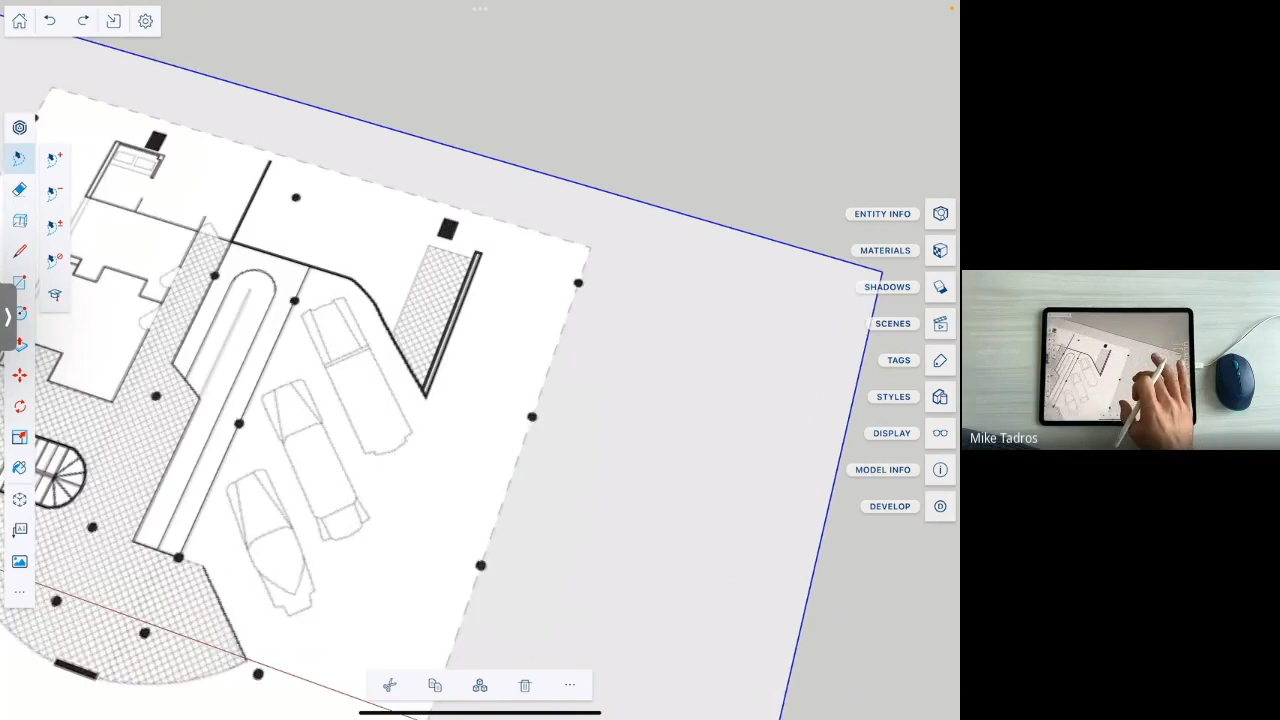 ENTITY INFO
MATERIALS
SHADOWS
SCENES
TAGS
STYLES
DISPLAY
MODEL INFO
DEVELOP
Mike Tadros